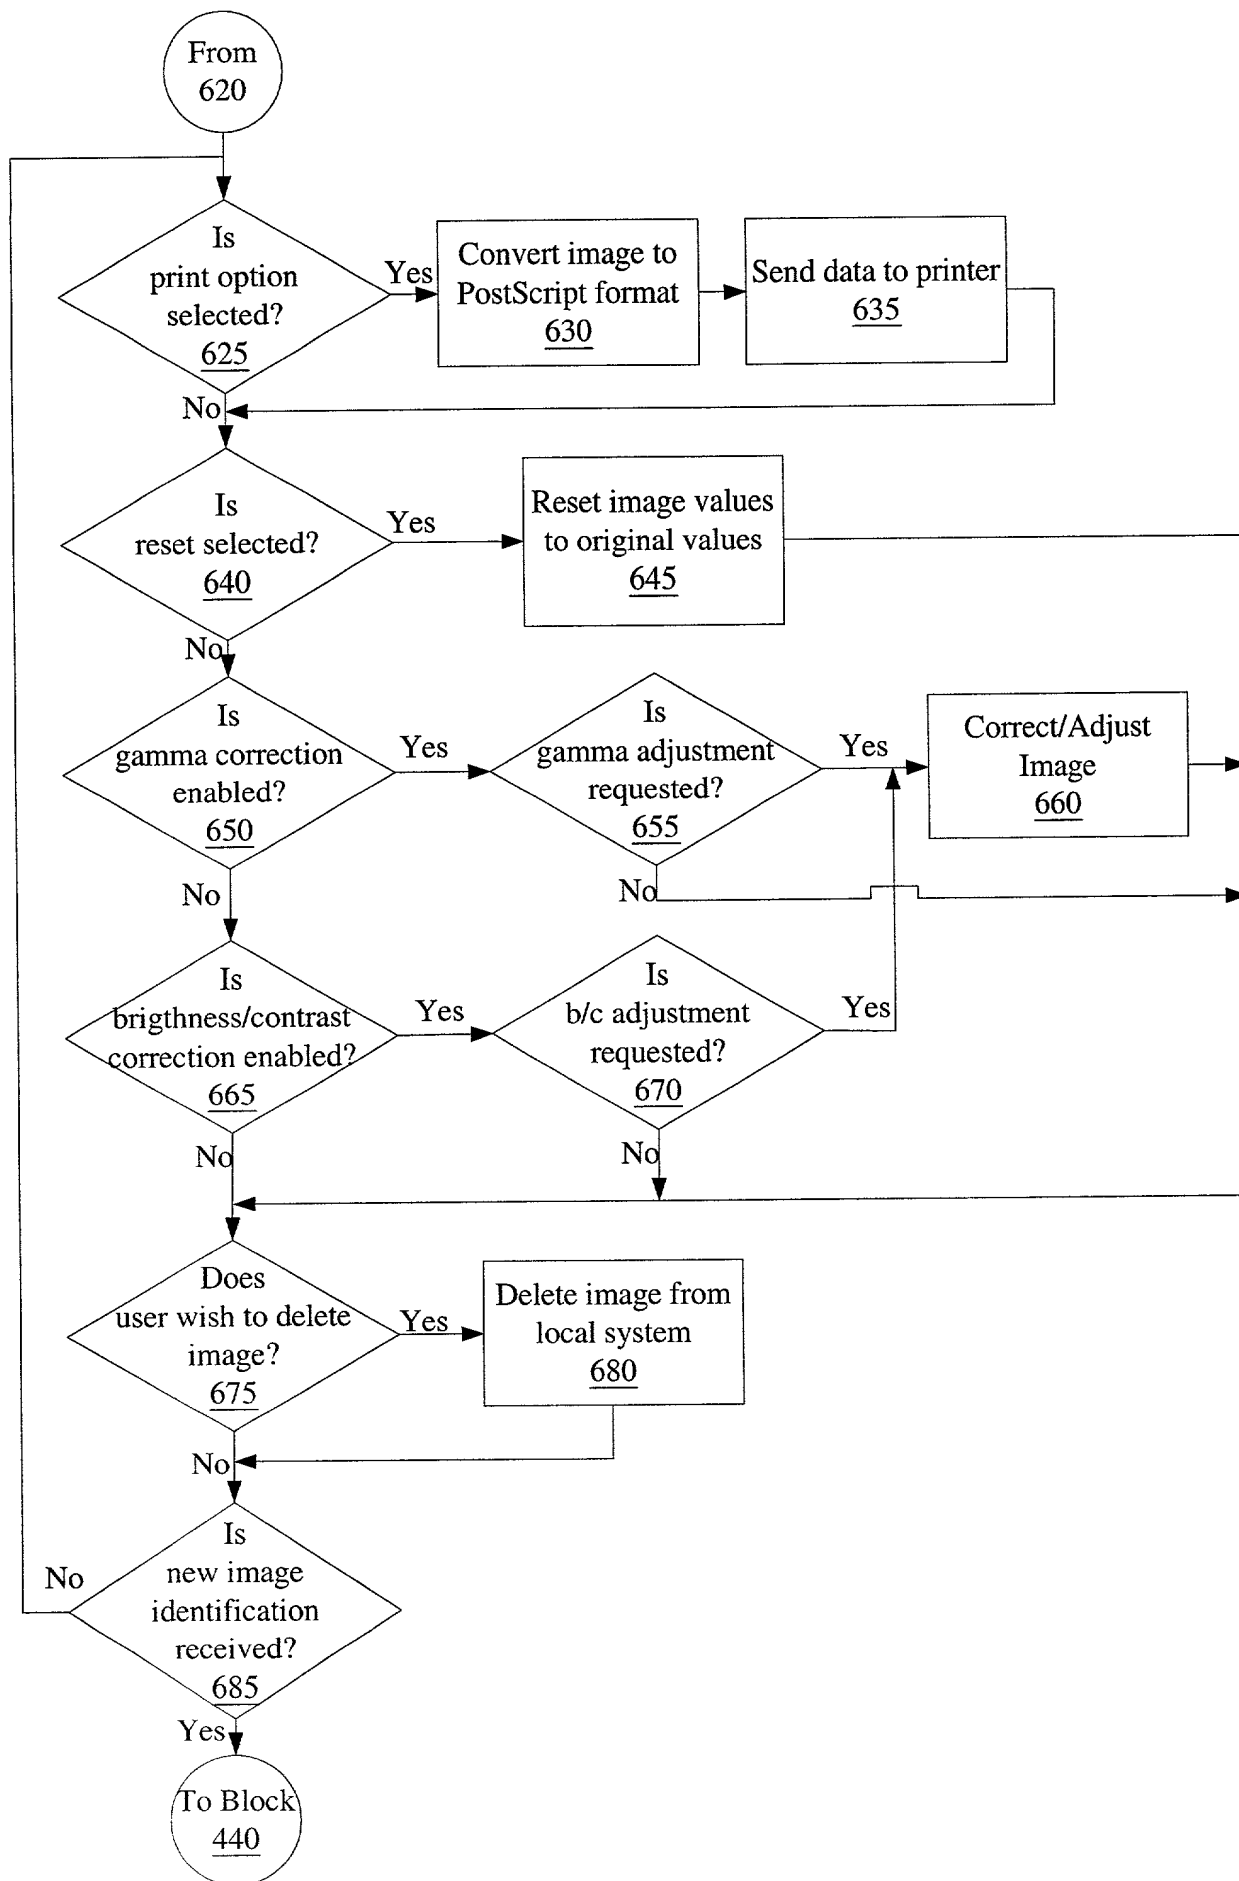 From
620
Is
print option
selected?
625
Yes
Convert image to
PostScript format
630
Send data to printer
635
No
Is
reset selected?
640
Yes
Reset image values
to original values
645
No
Is
gamma correction
enabled?
650
Yes
Is
gamma adjustment
requested?
655
Yes
Correct/Adjust
Image
660
No
No
Is
brigthness/contrast
correction enabled?
665
Yes
Is
b/c adjustment
requested?
670
Yes
No
No
Does
user wish to delete
image?
675
Yes
Delete image from
local system
680
No
Is
new image
identification
received?
685
No
Yes
To Block
440